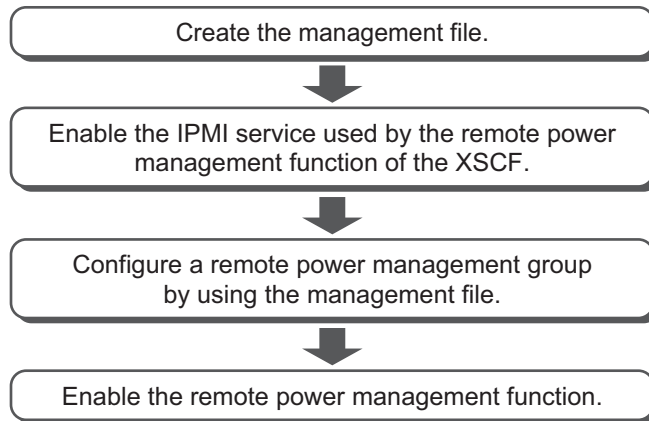 Create the management file.
Enable the IPMI service used by the remote power
management function of the XSCF.
Configure a remote power management group
by using the management file.
Enable the remote power management function.